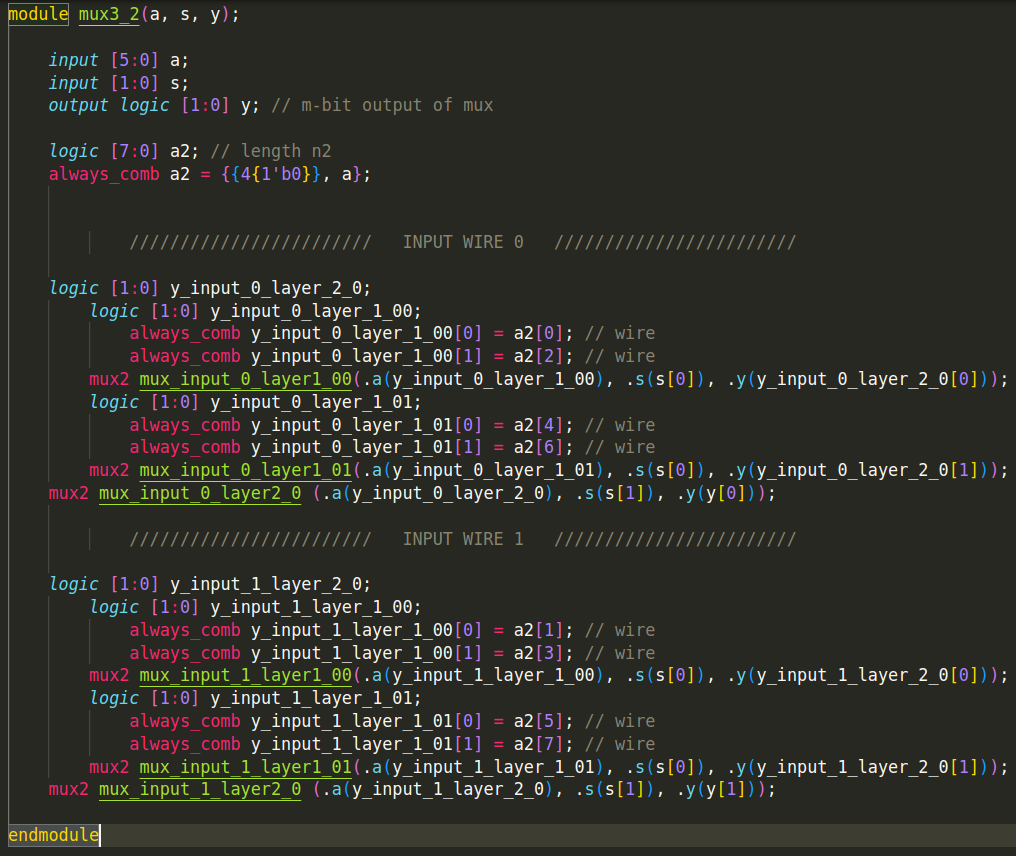 module mux3_2(a, s, y);
input [5:0] a;
input [1:0] s;
output logic [1:0] y; // m-bit output of mux
logic [7:0] a2; // length n2
always_comb a2 = {{4{1'b0}}, a};
//////////////////////// INPUT WIRE 0 ////////////////////////
logic [1:0] y_input_0_layer_2_0;
logic [1:0] y_input_0_layer_1_00;
always_comb y_input_0_layer_1_00[0] = a2[0]; // wire
always_comb y_input_0_layer_1_00[1] = a2[2]; // wire
mux2 mux_input_0_layer1_00(.a(y_input_0_layer_1_00), .s(s[0]), .y(y_input_0_layer_2_0[0]));
logic [1:0] y_input_0_layer_1_01;
always_comb y_input_0_layer_1_01[0] = a2[4]; // wire
always_comb y_input_0_layer_1_01[1] = a2[6]; // wire
mux2 mux_input_0_layer1_01(.a(y_input_0_layer_1_01), .s(s[0]), .y(y_input_0_layer_2_0[1]));
mux2 mux_input_0_layer2_0 (.a(y_input_0_layer_2_0), .s(s[1]), .y(y[0]));
//////////////////////// INPUT WIRE 1 ////////////////////////
logic [1:0] y_input_1_layer_2_0;
logic [1:0] y_input_1_layer_1_00;
always_comb y_input_1_layer_1_00[0] = a2[1]; // wire
always_comb y_input_1_layer_1_00[1] = a2[3]; // wire
mux2 mux_input_1_layer1_00(.a(y_input_1_layer_1_00), .s(s[0]), .y(y_input_1_layer_2_0[0]));
logic [1:0] y_input_1_layer_1_01;
always_comb y_input_1_layer_1_01[0] = a2[5]; // wire
always_comb y_input_1_layer_1_01[1] = a2[7]; // wire
mux2 mux_input_1_layer1_01(.a(y_input_1_layer_1_01), .s(s[0]), .y(y_input_1_layer_2_0[1]));
mux2 mux_input_1_layer2_0 (.a(y_input_1_layer_2_0), .s(s[1]), .y(y[1]));
endmodule